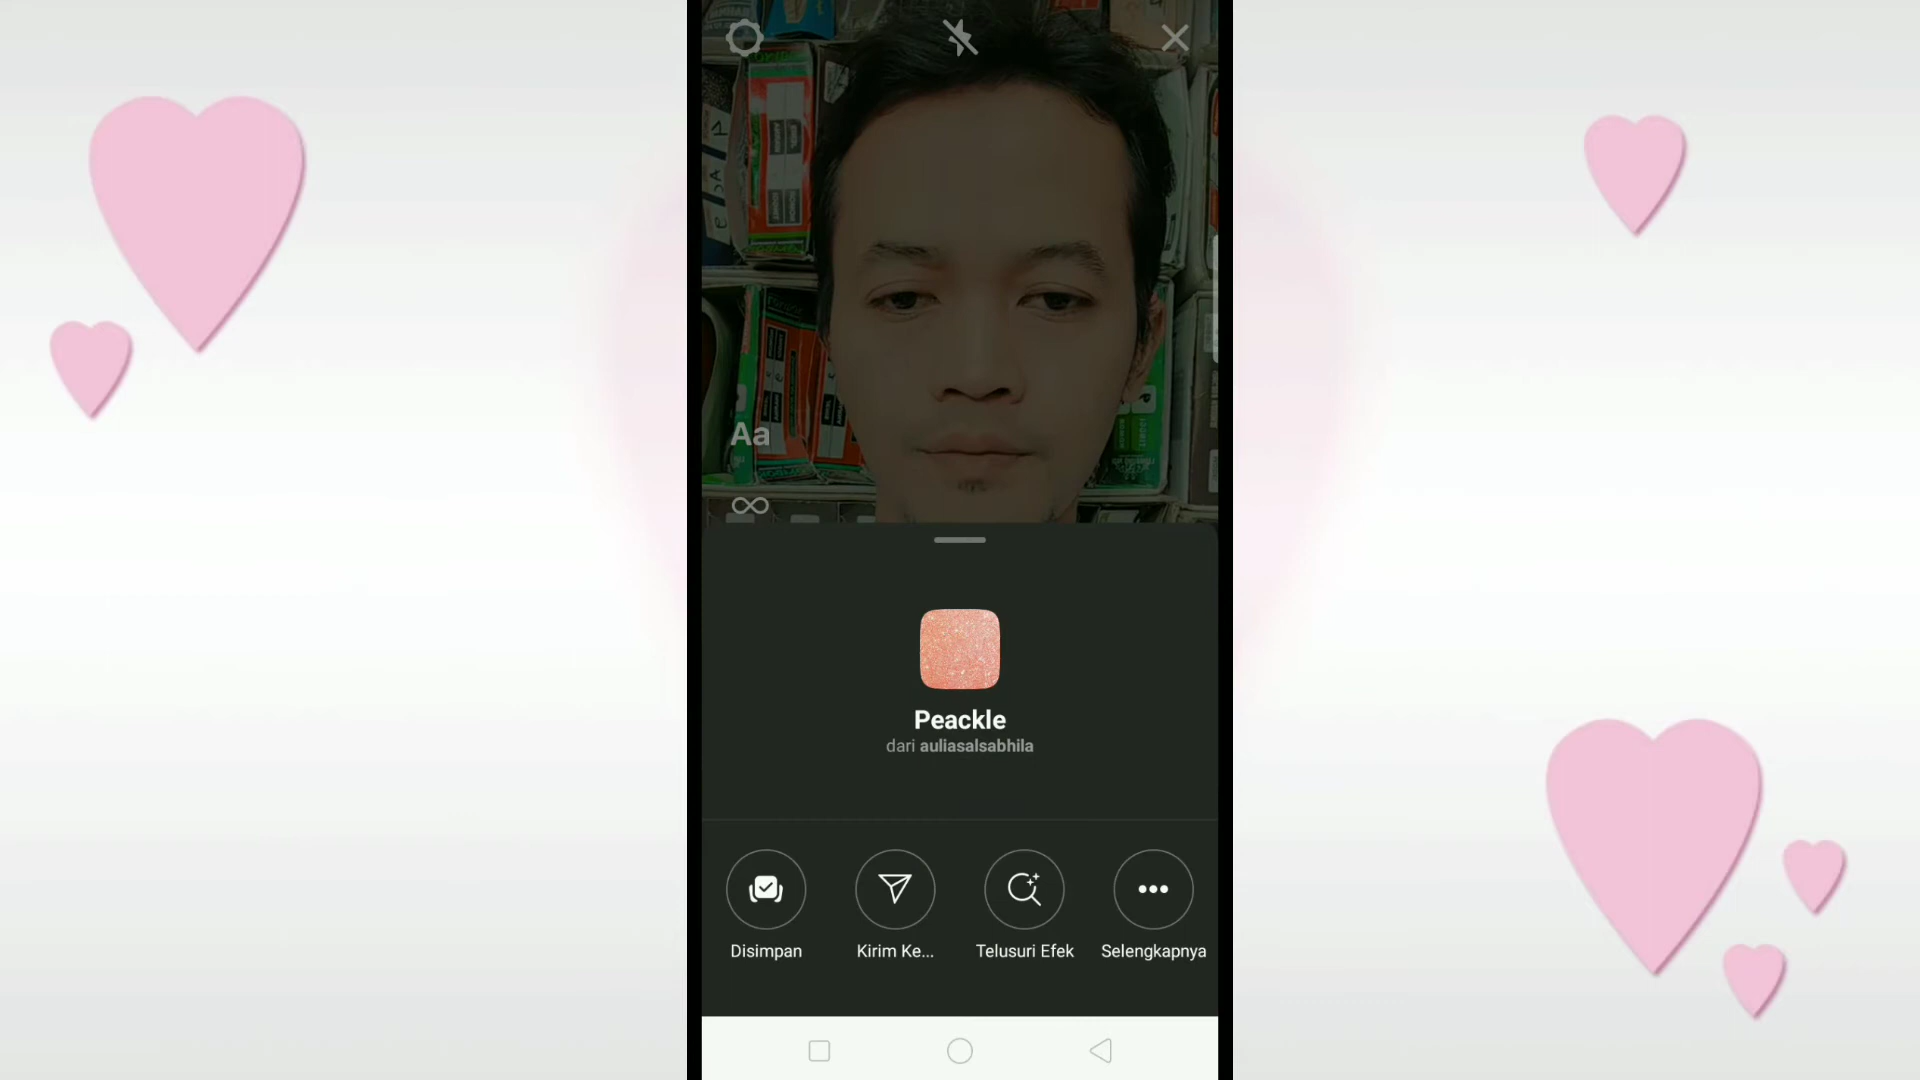 Aa
Peackle
dari auliasalsabhila
Disimpan
Kirim Ke...
Telusuri Efek
Selengkapnya